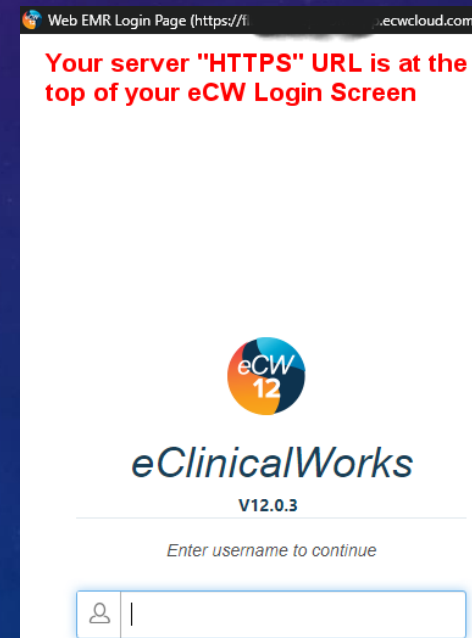 Web EMR Login Page (https://fl .ecwcloud.com
Your server "HTTPS" URL is at the
top of your eCW Login Screen
eCW
12
eClinicalWorks
V12.0.3
Enter username to continue